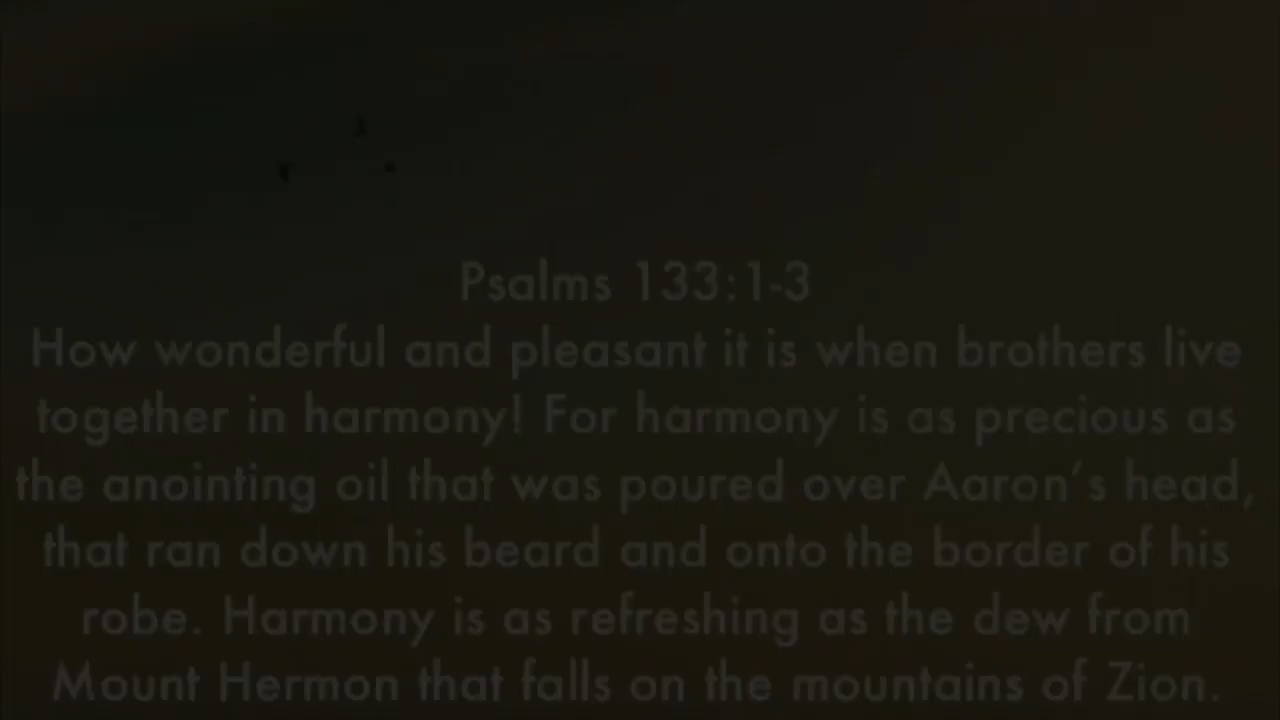 Psalms 133:1-3
How wonderful and pleasant it is when brothers live
together in harmony! For harmony is as precious as
the anointing oil that was poured over Aaron’s head,
that ran down his beard and onto the border of his
robe. Harmony is as refreshing as the dew from
Mount Hermon that falls on the mountains of Zion.